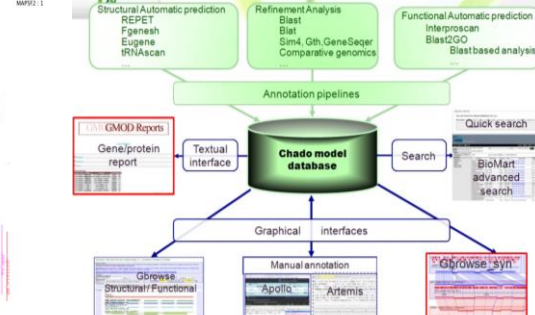 MAPSI2 : 1
Structural Automatic prediction
REPET
Fgenesh
Eugene
tRNAscan
...
Refinement Analysis
Blast
Blat
Sim4, Gth,GeneSeqer
Comparative genomics
...
Functional Automatic prediction
Interproscan
Blast2GO
Blast based analysis
...
Annotation pipelines
GMOD Reports
Gene/protein
report
Textual
interface
Chado model
database
Search
Quick search
BioMart
advanced
search
Graphical interfaces
Gbrowse
Structural / Functional
Manual annotation
Apollo
Artemis
Gbrowse_syn